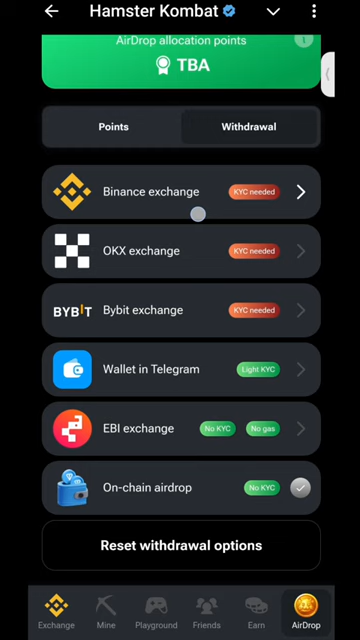 Hamster Kombat
AirDrop allocation points
TBA
Points
Withdrawal
Binance exchange
KYC needed
OKX exchange
KYC needed
BYBIT
Bybit exchange
KYC needed
Wallet in Telegram
Light KYC
EBI exchange
No KYC
No gas
On-chain airdrop
No KYC
Reset withdrawal options
Exchange
Mine
Playground
Friends
Earn
AirDrop